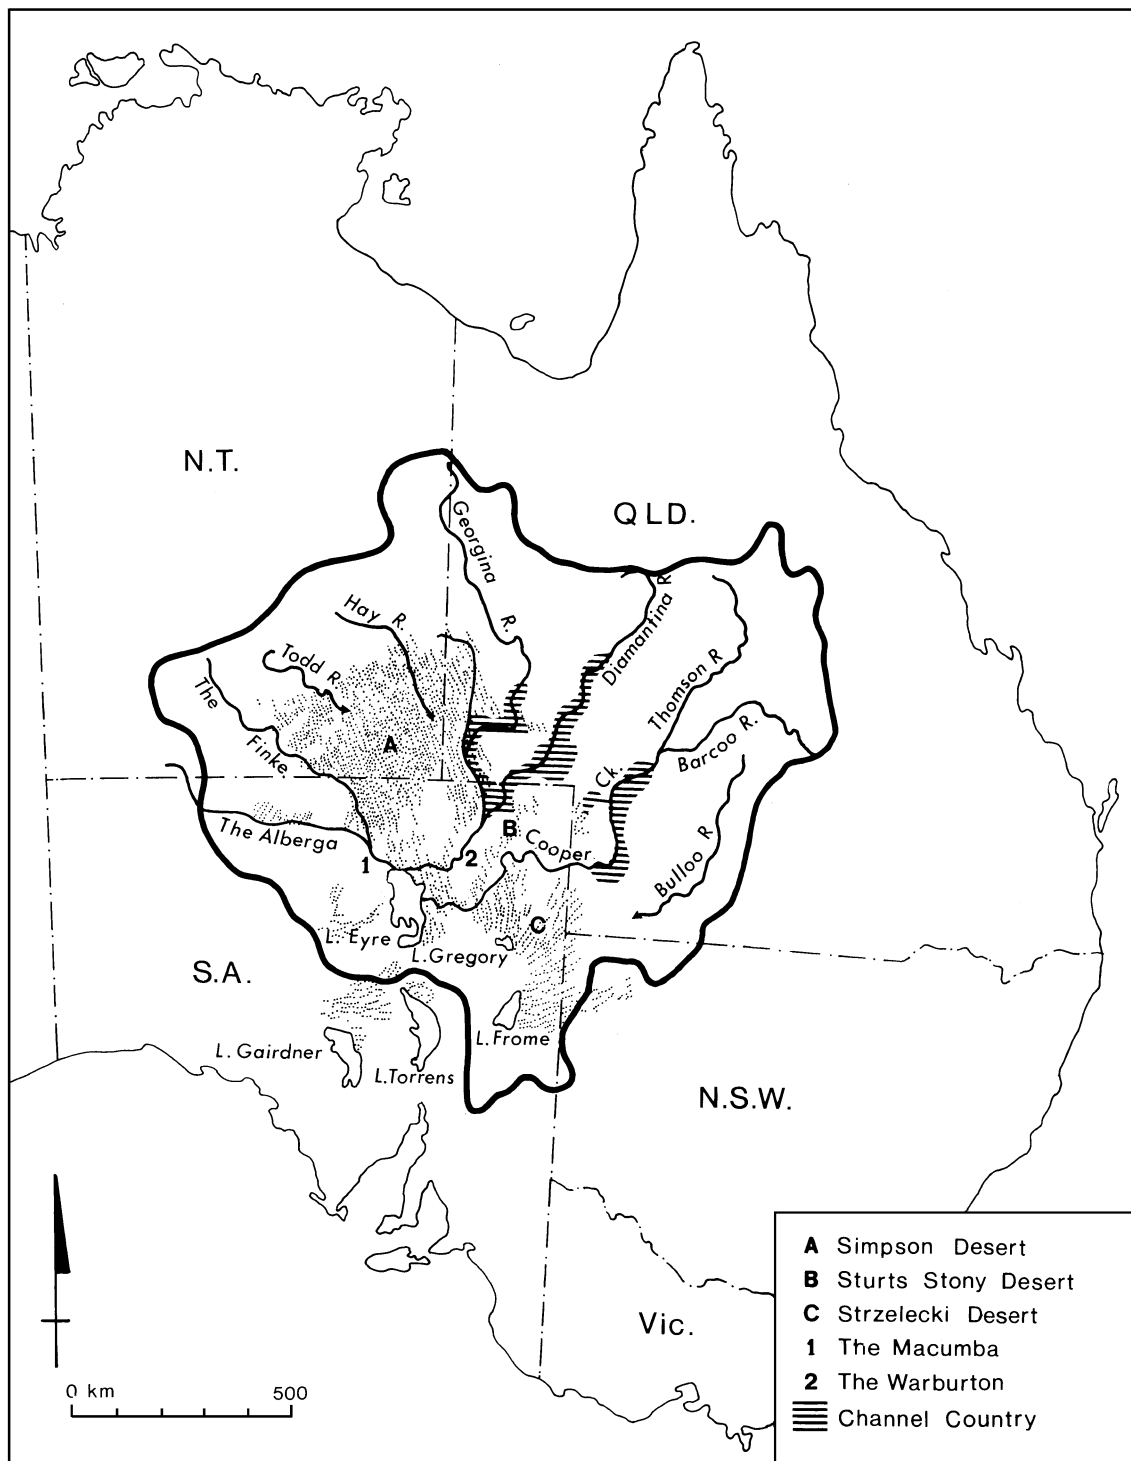 N.T.
QLD.
Georgina R.
Hay R.
Todd R.
Diamantina R
Thomson R
The Finke
A
Barcoo R.
Ck.
B
The Alberga
Cooper
1
2
Bulloo R
C
L. Eyre
L.Gregory
S.A.
L. Frome
L. Gairdner
L.Torrens
N.S.W.
Vic.
0 km 500
A Simpson Desert
B Sturts Stony Desert
C Strzelecki Desert
1 The Macumba
2 The Warburton
Channel Country